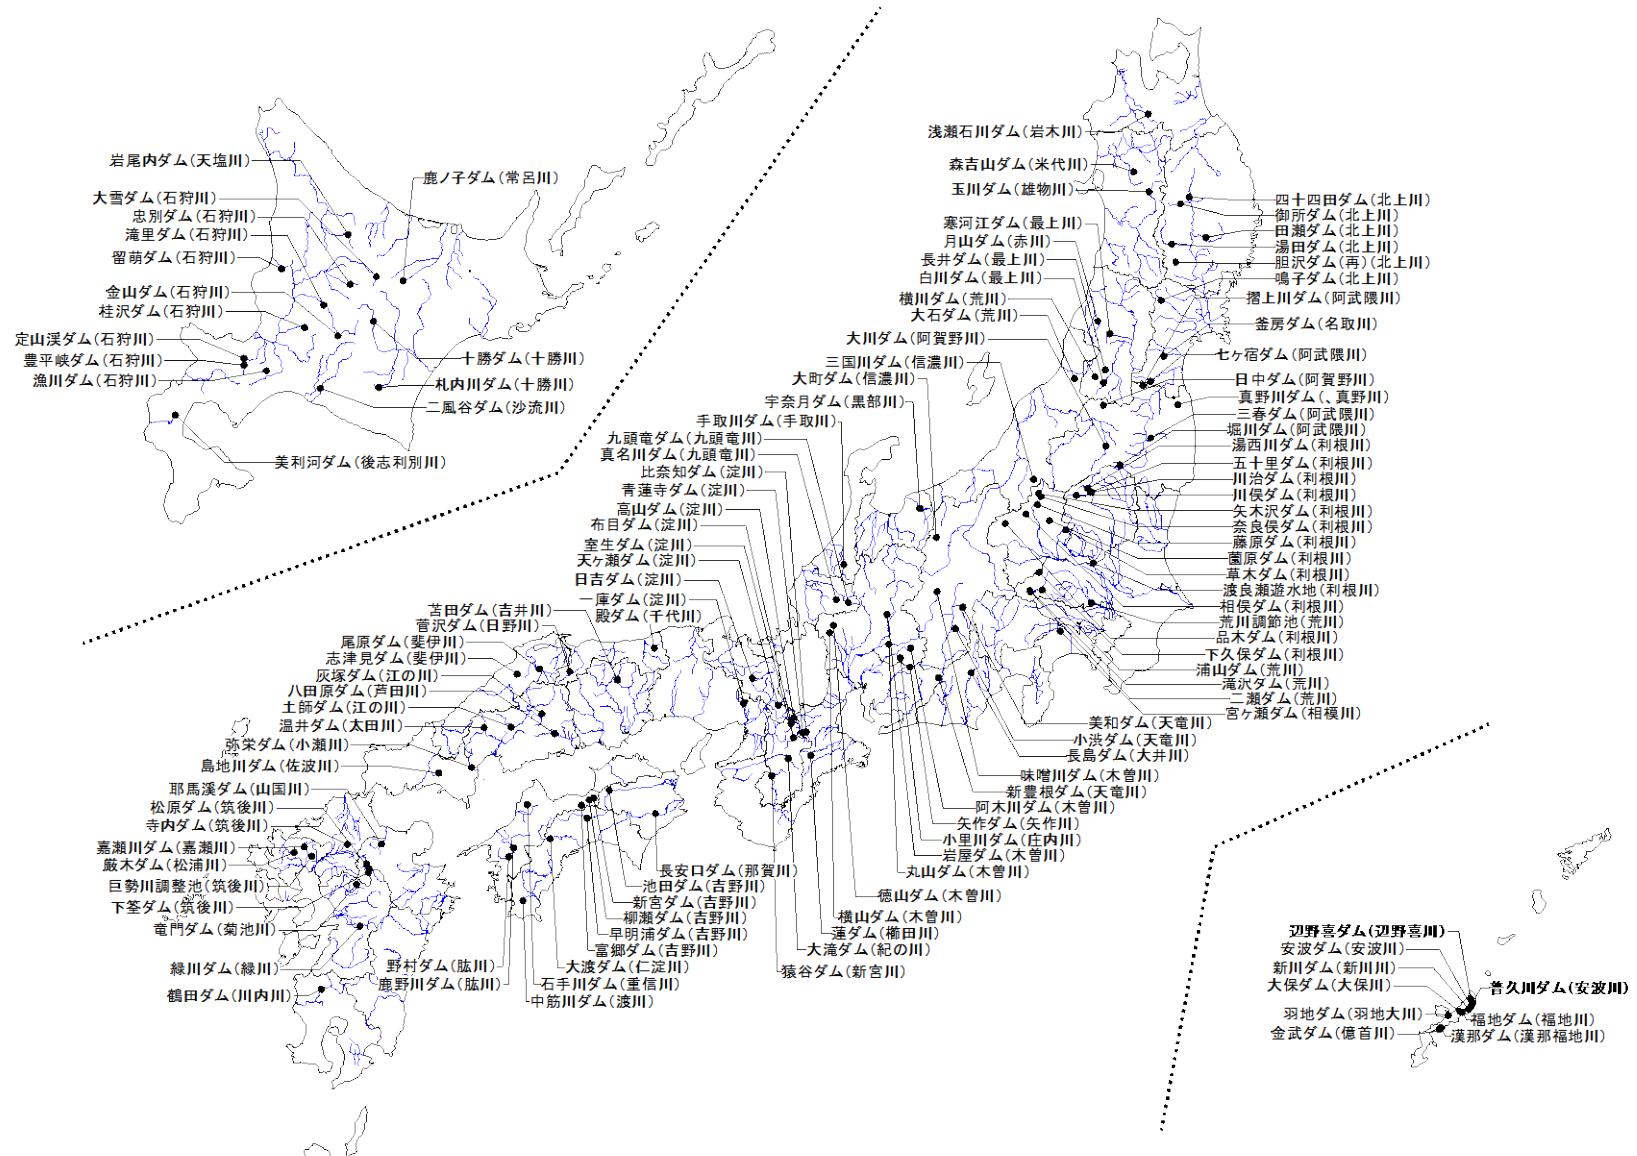 岩尾内ダム(天塩川)
大雪ダム(石狩川)
忠別ダム(石狩川)
滝里ダム(石狩川)
留萌ダム(石狩川)
金山ダム(石狩川)
桂沢ダム(石狩川)
定山渓ダム(石狩川)
豊平峡ダム(石狩川)
漁川ダム(石狩川)
鹿ノ子ダム(常呂川)
十勝ダム(十勝川)
札内川ダム(十勝川)
二風谷ダム(沙流川)
美利河ダム(後志利別川)
浅瀬石川ダム(岩木川)
森吉山ダム(米代川)
玉川ダム(雄物川)
寒河江ダム(最上川)
月山ダム(赤川)
長井ダム(最上川)
白川ダム(最上川)
横川ダム(荒川)
大石ダム(荒川)
大川ダム(阿賀野川)
三国川ダム(信濃川)
大町ダム(信濃川)
宇奈月ダム(黒部川)
手取川ダム(手取川)
九頭竜ダム(九頭竜川)
真名川ダム(九頭竜川)
比奈知ダム(淀川)
青蓮寺ダム(淀川)
高山ダム(淀川)
布目ダム(淀川)
室生ダム(淀川)
天ヶ瀬ダム(淀川)
日吉ダム(淀川)
一庫ダム(淀川)
殿ダム(千代川)
苫田ダム(吉井川)
菅沢ダム(日野川)
尾原ダム(斐伊川)
志津見ダム(斐伊川)
灰塚ダム(江の川)
八田原ダム(芦田川)
土師ダム(江の川)
温井ダム(太田川)
弥栄ダム(小瀬川)
島地川ダム(佐波川)
耶馬溪ダム(山国川)
松原ダム(筑後川)
寺内ダム(筑後川)
嘉瀬川ダム(嘉瀬川)
厳木ダム(松浦川)
巨勢川調整池(筑後川)
下筌ダム(筑後川)
竜門ダム(菊池川)
緑川ダム(緑川)
鶴田ダム(川内川)
四十四田ダム(北上川)
御所ダム(北上川)
田瀬ダム(北上川)
湯田ダム(北上川)
胆沢ダム(再)(北上川)
鳴子ダム(北上川)
摺上川ダム(阿武隈川)
釜房ダム(名取川)
七ヶ宿ダム(阿武隈川)
日中ダム(阿賀野川)
真野川ダム(、真野川)
三春ダム(阿武隈川)
堀川ダム(阿武隈川)
湯西川ダム(利根川)
五十里ダム(利根川)
川治ダム(利根川)
川俣ダム(利根川)
矢木沢ダム(利根川)
奈良俣ダム(利根川)
藤原ダム(利根川)
薗原ダム(利根川)
草木ダム(利根川)
渡良瀬遊水地(利根川)
相俣ダム(利根川)
荒川調節池(荒川)
品木ダム(利根川)
下久保ダム(利根川)
浦山ダム(荒川)
滝沢ダム(荒川)
二瀬ダム(荒川)
宮ヶ瀬ダム(相模川)
美和ダム(天竜川)
小渋ダム(天竜川)
長島ダム(大井川)
味噌川ダム(木曽川)
新豊根ダム(天竜川)
阿木川ダム(木曽川)
矢作ダム(矢作川)
小里川ダム(庄内川)
岩屋ダム(木曽川)
丸山ダム(木曽川)
徳山ダム(木曽川)
横山ダム(木曽川)
蓮ダム(櫛田川)
大滝ダム(紀の川)
猿谷ダム(新宮川)
長安口ダム(那賀川)
池田ダム(吉野川)
新宮ダム(吉野川)
柳瀬ダム(吉野川)
早明浦ダム(吉野川)
富郷ダム(吉野川)
大渡ダム(仁淀川)
石手川ダム(重信川)
中筋川ダム(渡川)
野村ダム(肱川)
鹿野川ダム(肱川)
辺野喜ダム(辺野喜川)
安波ダム(安波川)
新川ダム(新川川)
大保ダム(大保川)
普久川ダム(安波川)
羽地ダム(羽地大川)
福地ダム(福地川)
金武ダム(億首川)
漢那ダム(漢那福地川)